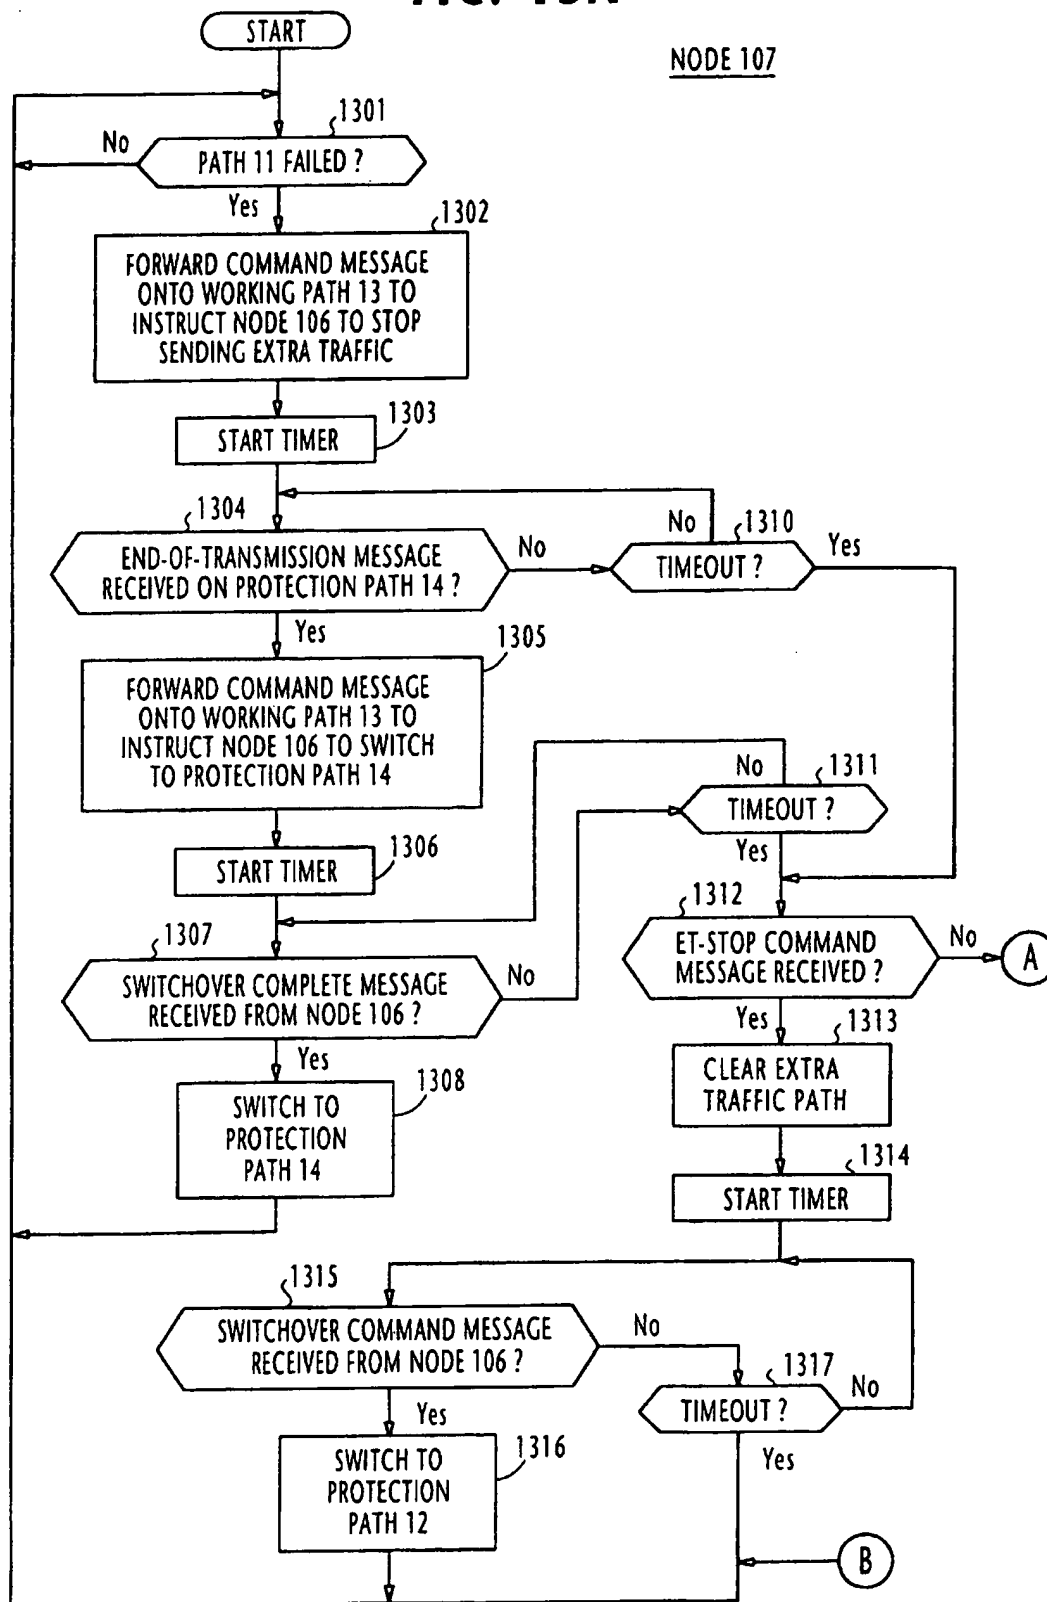 START
NODE 107
1301
No
PATH 11 FAILED ?
Yes
1302
FORWARD COMMAND MESSAGE
ONTO WORKING PATH 13 TO
INSTRUCT NODE 106 TO STOP
SENDING EXTRA TRAFFIC
1303
START TIMER
1304
No
1310
END-OF-TRANSMISSION MESSAGE
RECEIVED ON PROTECTION PATH 14 ?
No
TIMEOUT ?
Yes
Yes
1305
FORWARD COMMAND MESSAGE
ONTO WORKING PATH 13 TO
INSTRUCT NODE 106 TO SWITCH
TO PROTECTION PATH 14
No
1311
TIMEOUT ?
Yes
1306
START TIMER
1312
1307
ET-STOP COMMAND
MESSAGE RECEIVED ?
No
A
SWITCHOVER COMPLETE MESSAGE
RECEIVED FROM NODE 106 ?
No
Yes
1313
Yes
1308
CLEAR EXTRA
TRAFFIC PATH
SWITCH TO
PROTECTION
PATH 14
1314
START TIMER
1315
SWITCHOVER COMMAND MESSAGE
RECEIVED FROM NODE 106 ?
No
1317
TIMEOUT ?
No
Yes
Yes
1316
SWITCH TO
PROTECTION
PATH 12
B